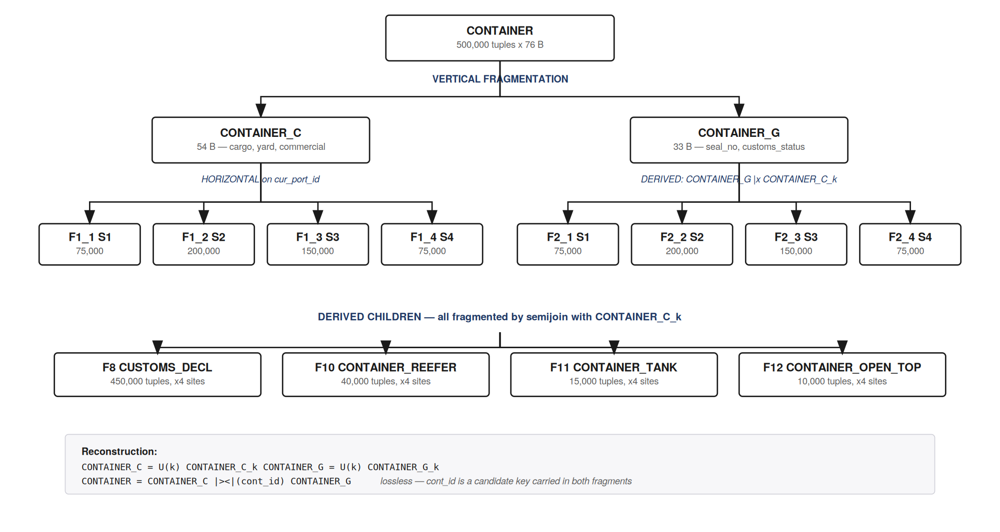 CONTAINER
500,000 tuples x 76 B
VERTICAL FRAGMENTATION
CONTAINER_C
54 B — cargo, yard, commercial
CONTAINER_G
33 B — seal_no, customs_status
HORIZONTAL on cur_port_id
DERIVED: CONTAINER_G |x CONTAINER_C_k
F1_1 S1
75,000
F1_2 S2
200,000
F1_3 S3
150,000
F1_4 S4
75,000
F2_1 S1
75,000
F2_2 S2
200,000
F2_3 S3
150,000
F2_4 S4
75,000
DERIVED CHILDREN — all fragmented by semijoin with CONTAINER_C_k
F8 CUSTOMS_DECL
450,000 tuples, x4 sites
F10 CONTAINER_REEFER
40,000 tuples, x4 sites
F11 CONTAINER_TANK
15,000 tuples, x4 sites
F12 CONTAINER_OPEN_TOP
10,000 tuples, x4 sites
Reconstruction:
CONTAINER_C = U(k) CONTAINER_C_k CONTAINER_G = U(k) CONTAINER_G_k
CONTAINER = CONTAINER_C |><|(cont_id) CONTAINER_G lossless — cont_id is a candidate key carried in both fragments